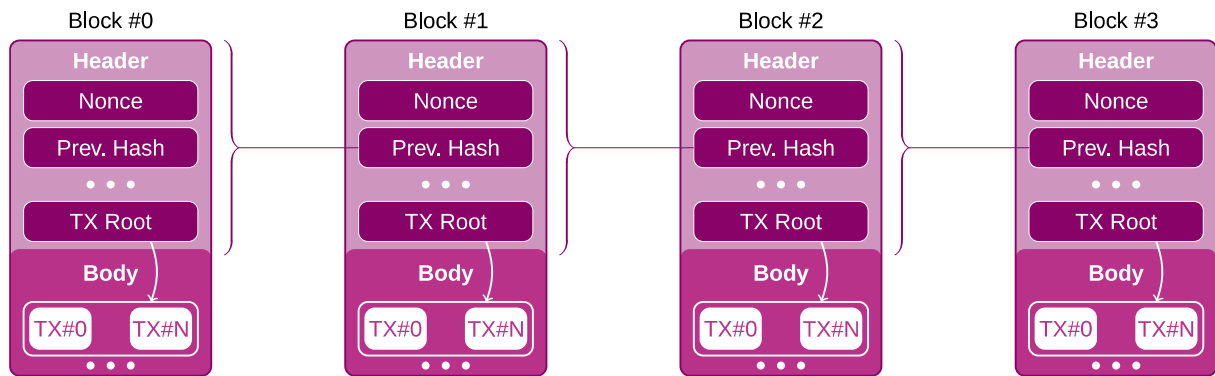 Block #0
Header
Nonce
Prev. Hash
• • •
TX Root
Body
TX#0 TX#N
• • •
Block #1
Header
Nonce
Prev. Hash
• • •
TX Root
Body
TX#0 TX#N
• • •
Block #2
Header
Nonce
Prev. Hash
• • •
TX Root
Body
TX#0 TX#N
• • •
Block #3
Header
Nonce
Prev. Hash
• • •
TX Root
Body
TX#0 TX#N
• • •